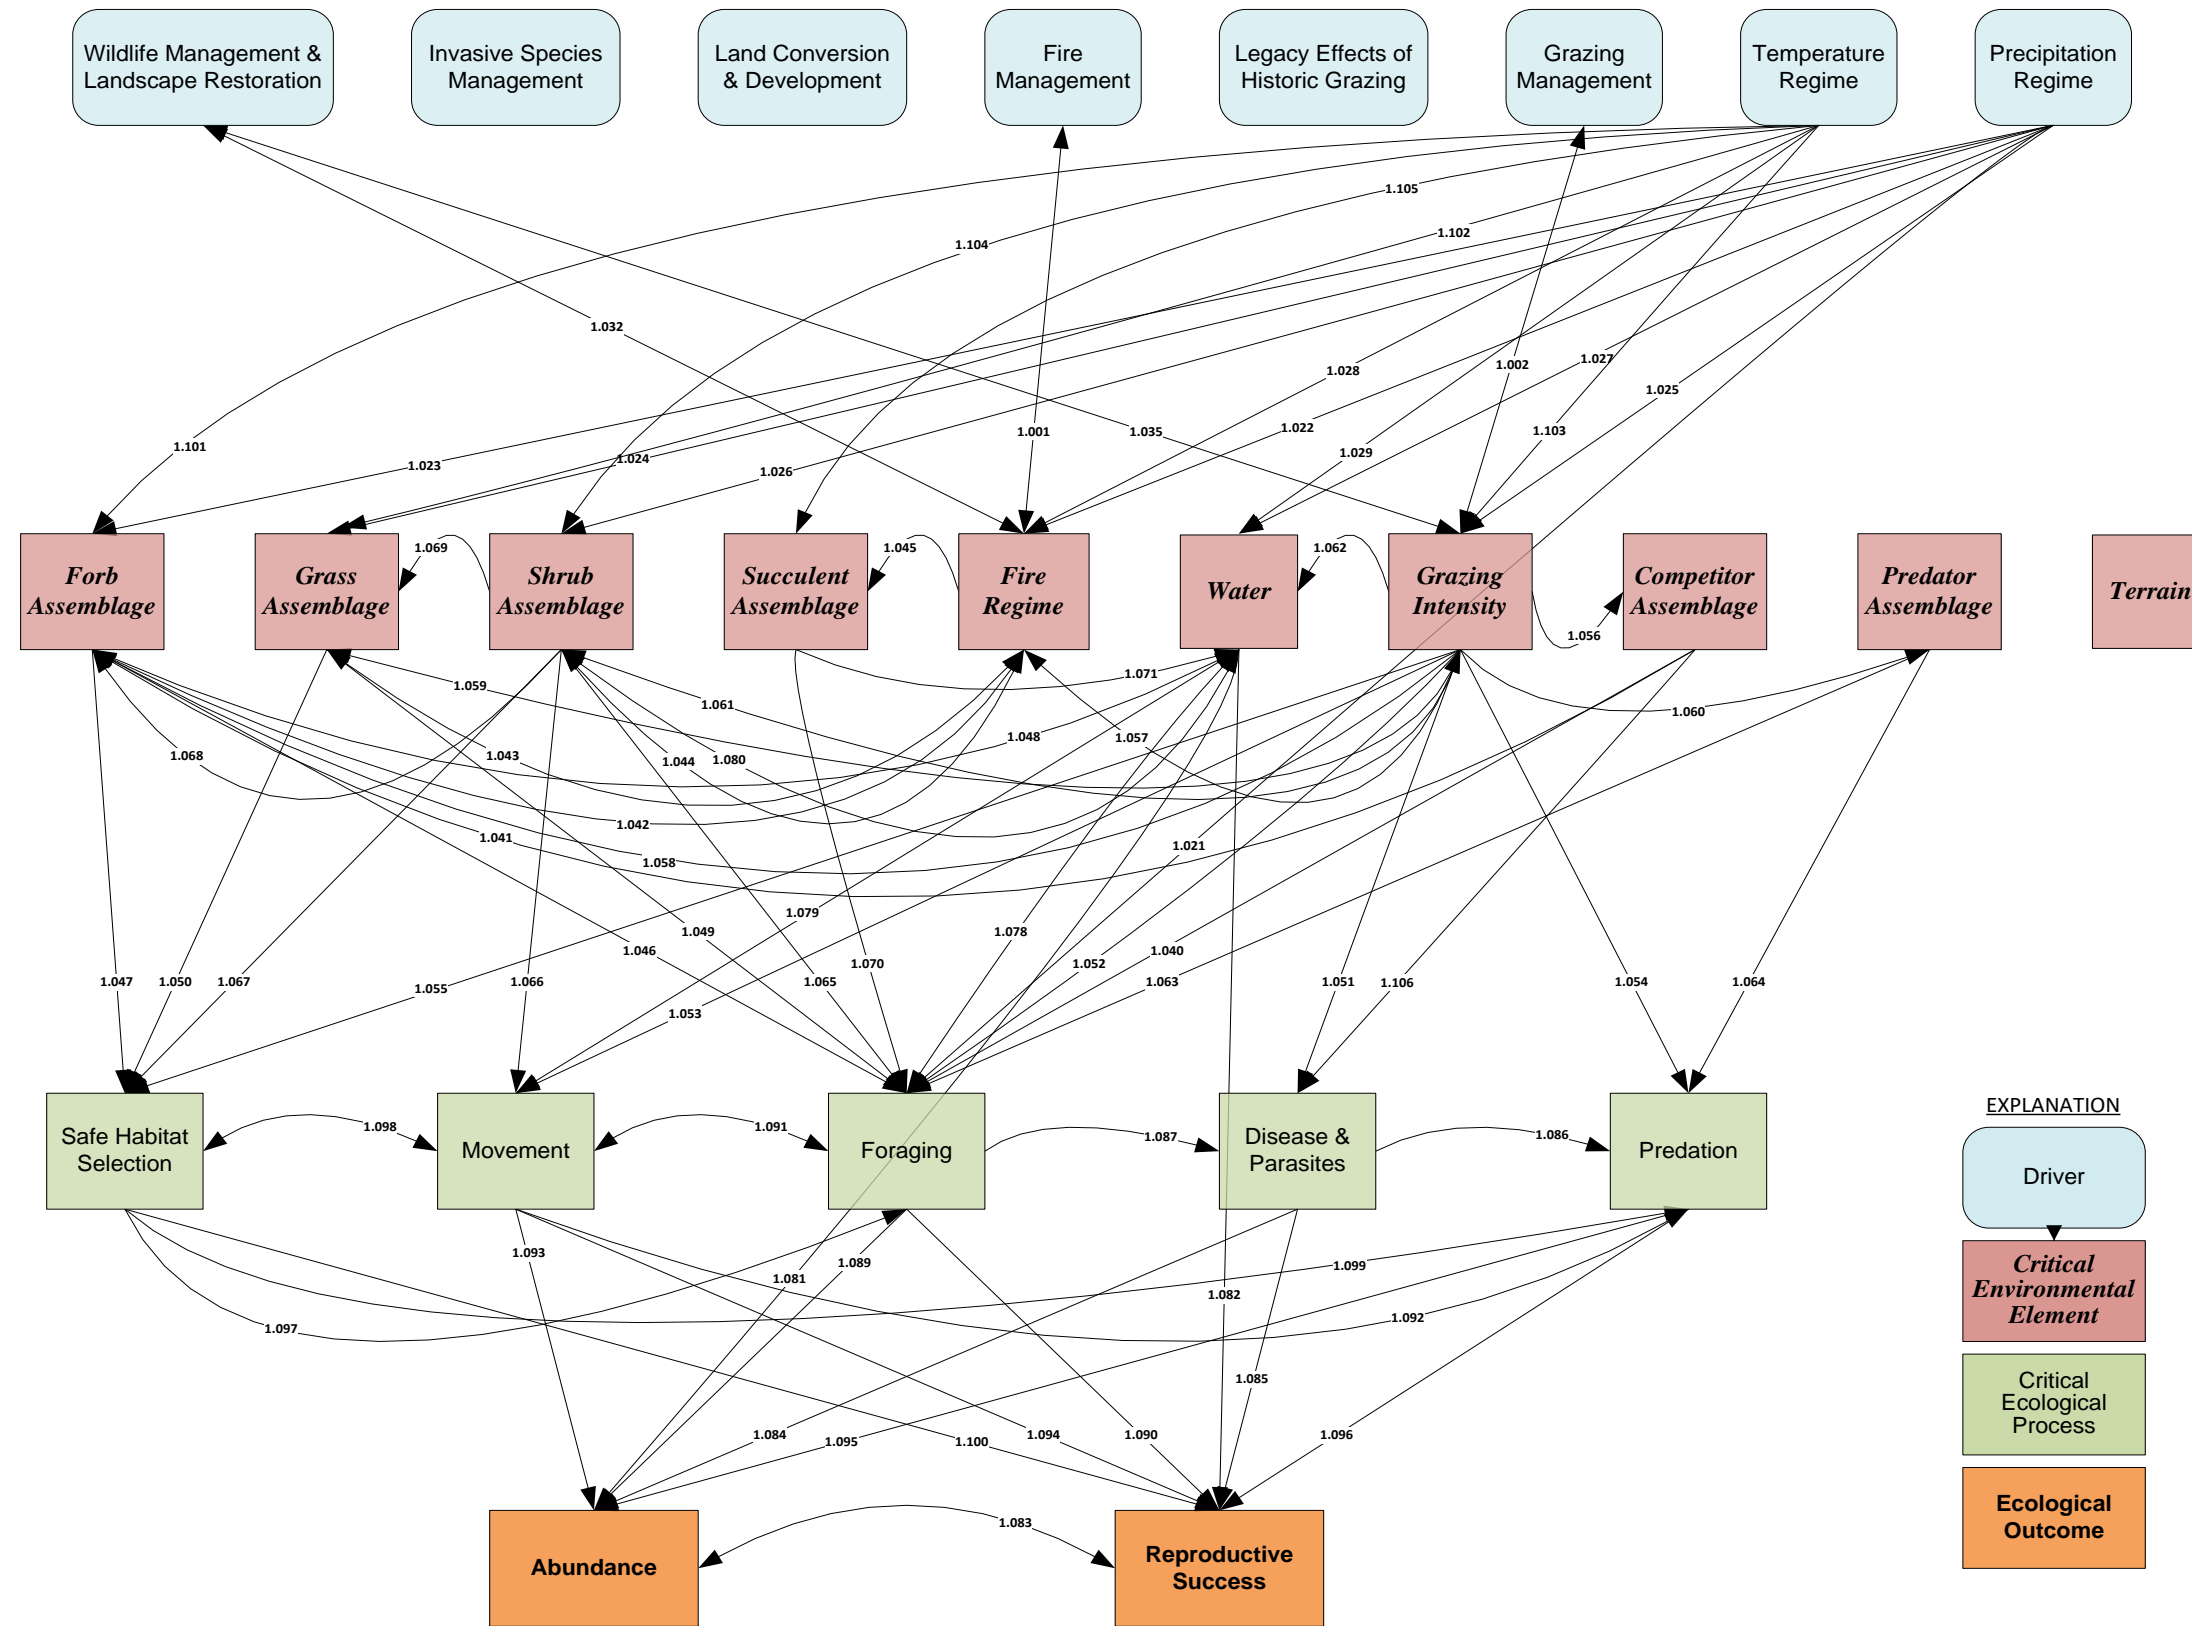 Wildlife Management &
Landscape Restoration
Invasive Species
Management
Land Conversion
& Development
Fire
Management
Legacy Effects of
Historic Grazing
Grazing
Management
Temperature
Regime
Precipitation
Regime
1.105
1.102
1.104
1.032
1.027
1.002
1.028
1.025
1.022
1.001
1.035
1.103
1.101
1.029
1.024
1.023
1.026
1.069
1.045
1.062
Forb
Assemblage
Grass
Assemblage
Shrub
Assemblage
Succulent
Assemblage
Fire
Regime
Water
Grazing
Intensity
Competitor
Assemblage
Predator
Assemblage
Terrain
1.056
1.071
1.059
1.061
1.060
1.048
1.057
1.068
1.043
1.044
1.080
1.042
1.041
1.021
1.058
1.079
1.049
1.078
1.046
1.040
1.070
1.052
1.047
1.050
1.067
1.055
1.066
1.065
1.063
1.051
1.106
1.054
1.064
1.053
Safe Habitat
Selection
1.098
Movement
1.091
Foraging
1.087
Disease &
Parasites
1.086
Predation
1.093
1.089
1.081
1.099
1.082
1.097
1.092
1.085
1.084
1.095
1.100
1.094
1.090
1.096
1.083
Abundance
Reproductive
Success
EXPLANATION
Driver
Critical
Environmental
Element
Critical
Ecological
Process
Ecological
Outcome